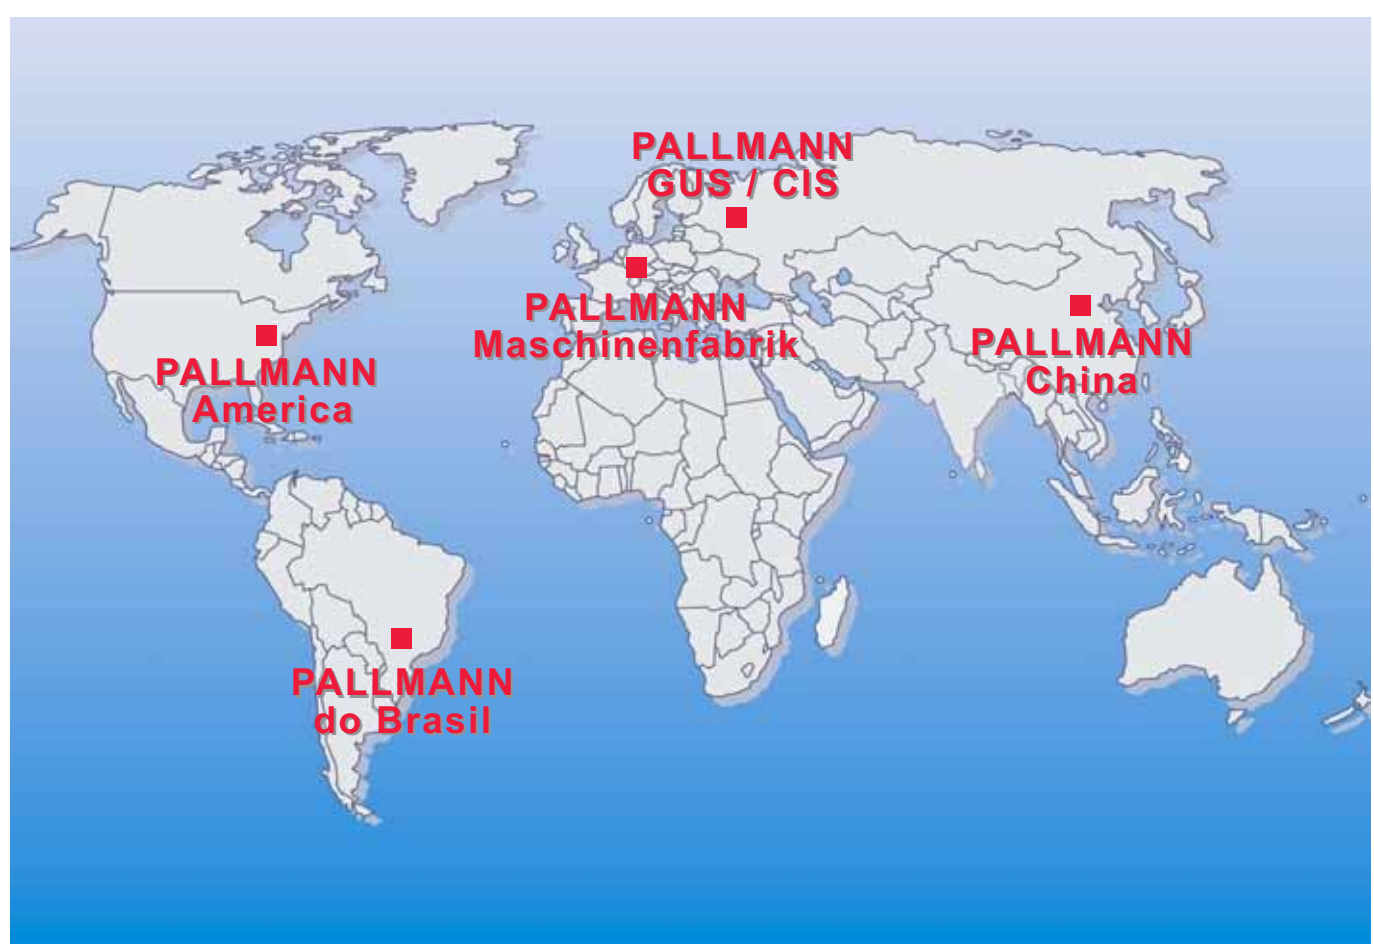 PALLMANN
GUS / CIS
PALLMANN
Maschinenfabrik
PALLMANN
China
PALLMANN
America
PALLMANN
do Brasil